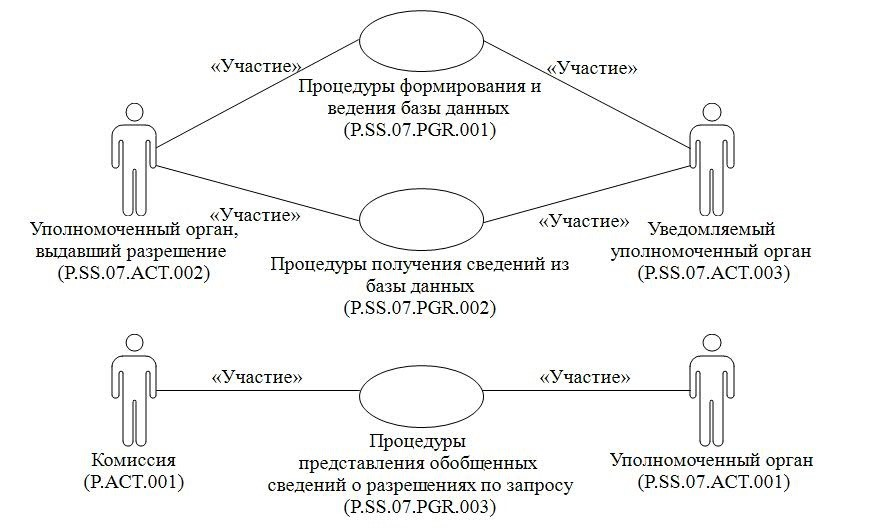 «Участие»
«Участие»
Процедуры формирования и
ведения базы данных
(P.SS.07.PGR.001)
«Участие»
«Участие»
Уполномоченный орган,
выдавший разрешение
(P.SS.07.ACT.002)
Уведомляемый
уполномоченный орган
(P.SS.07.ACT.003)
Процедуры получения сведений из
базы данных
(P.SS.07.PGR.002)
«Участие»
«Участие»
Комиссия
(P.ACT.001)
Процедуры
представления обобщенных
сведений о разрешениях по запросу
(P.SS.07.PGR.003)
Уполномоченный орган
(P.SS.07.ACT.001)